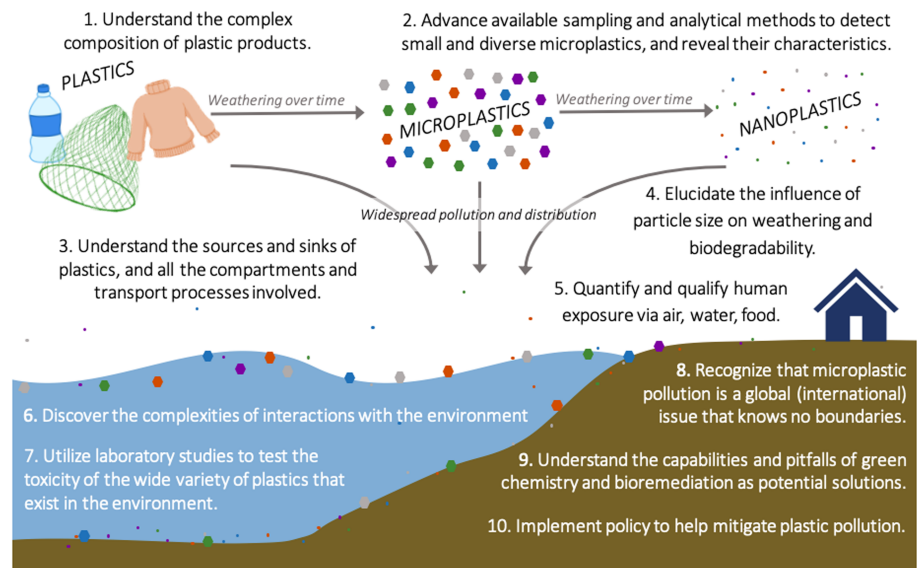 1. Understand the complex
composition of plastic products.
2. Advance available sampling and analytical methods to detect
small and diverse microplastics, and reveal their characteristics.
PLASTICS
Weathering over time
MICROPLASTICS
Weathering over time
NANOPLASTICS
Widespread pollution and distribution
3. Understand the sources and sinks of
plastics, and all the compartments and
transport processes involved.
4. Elucidate the influence of
particle size on weathering and
biodegradability.
5. Quantify and qualify human
exposure via air, water, food.
6. Discover the complexities of interactions with the environment
7. Utilize laboratory studies to test the
toxicity of the wide variety of plastics that
exist in the environment.
8. Recognize that microplastic
pollution is a global (international)
issue that knows no boundaries.
9. Understand the capabilities and pitfalls of green
chemistry and bioremediation as potential solutions.
10. Implement policy to help mitigate plastic pollution.